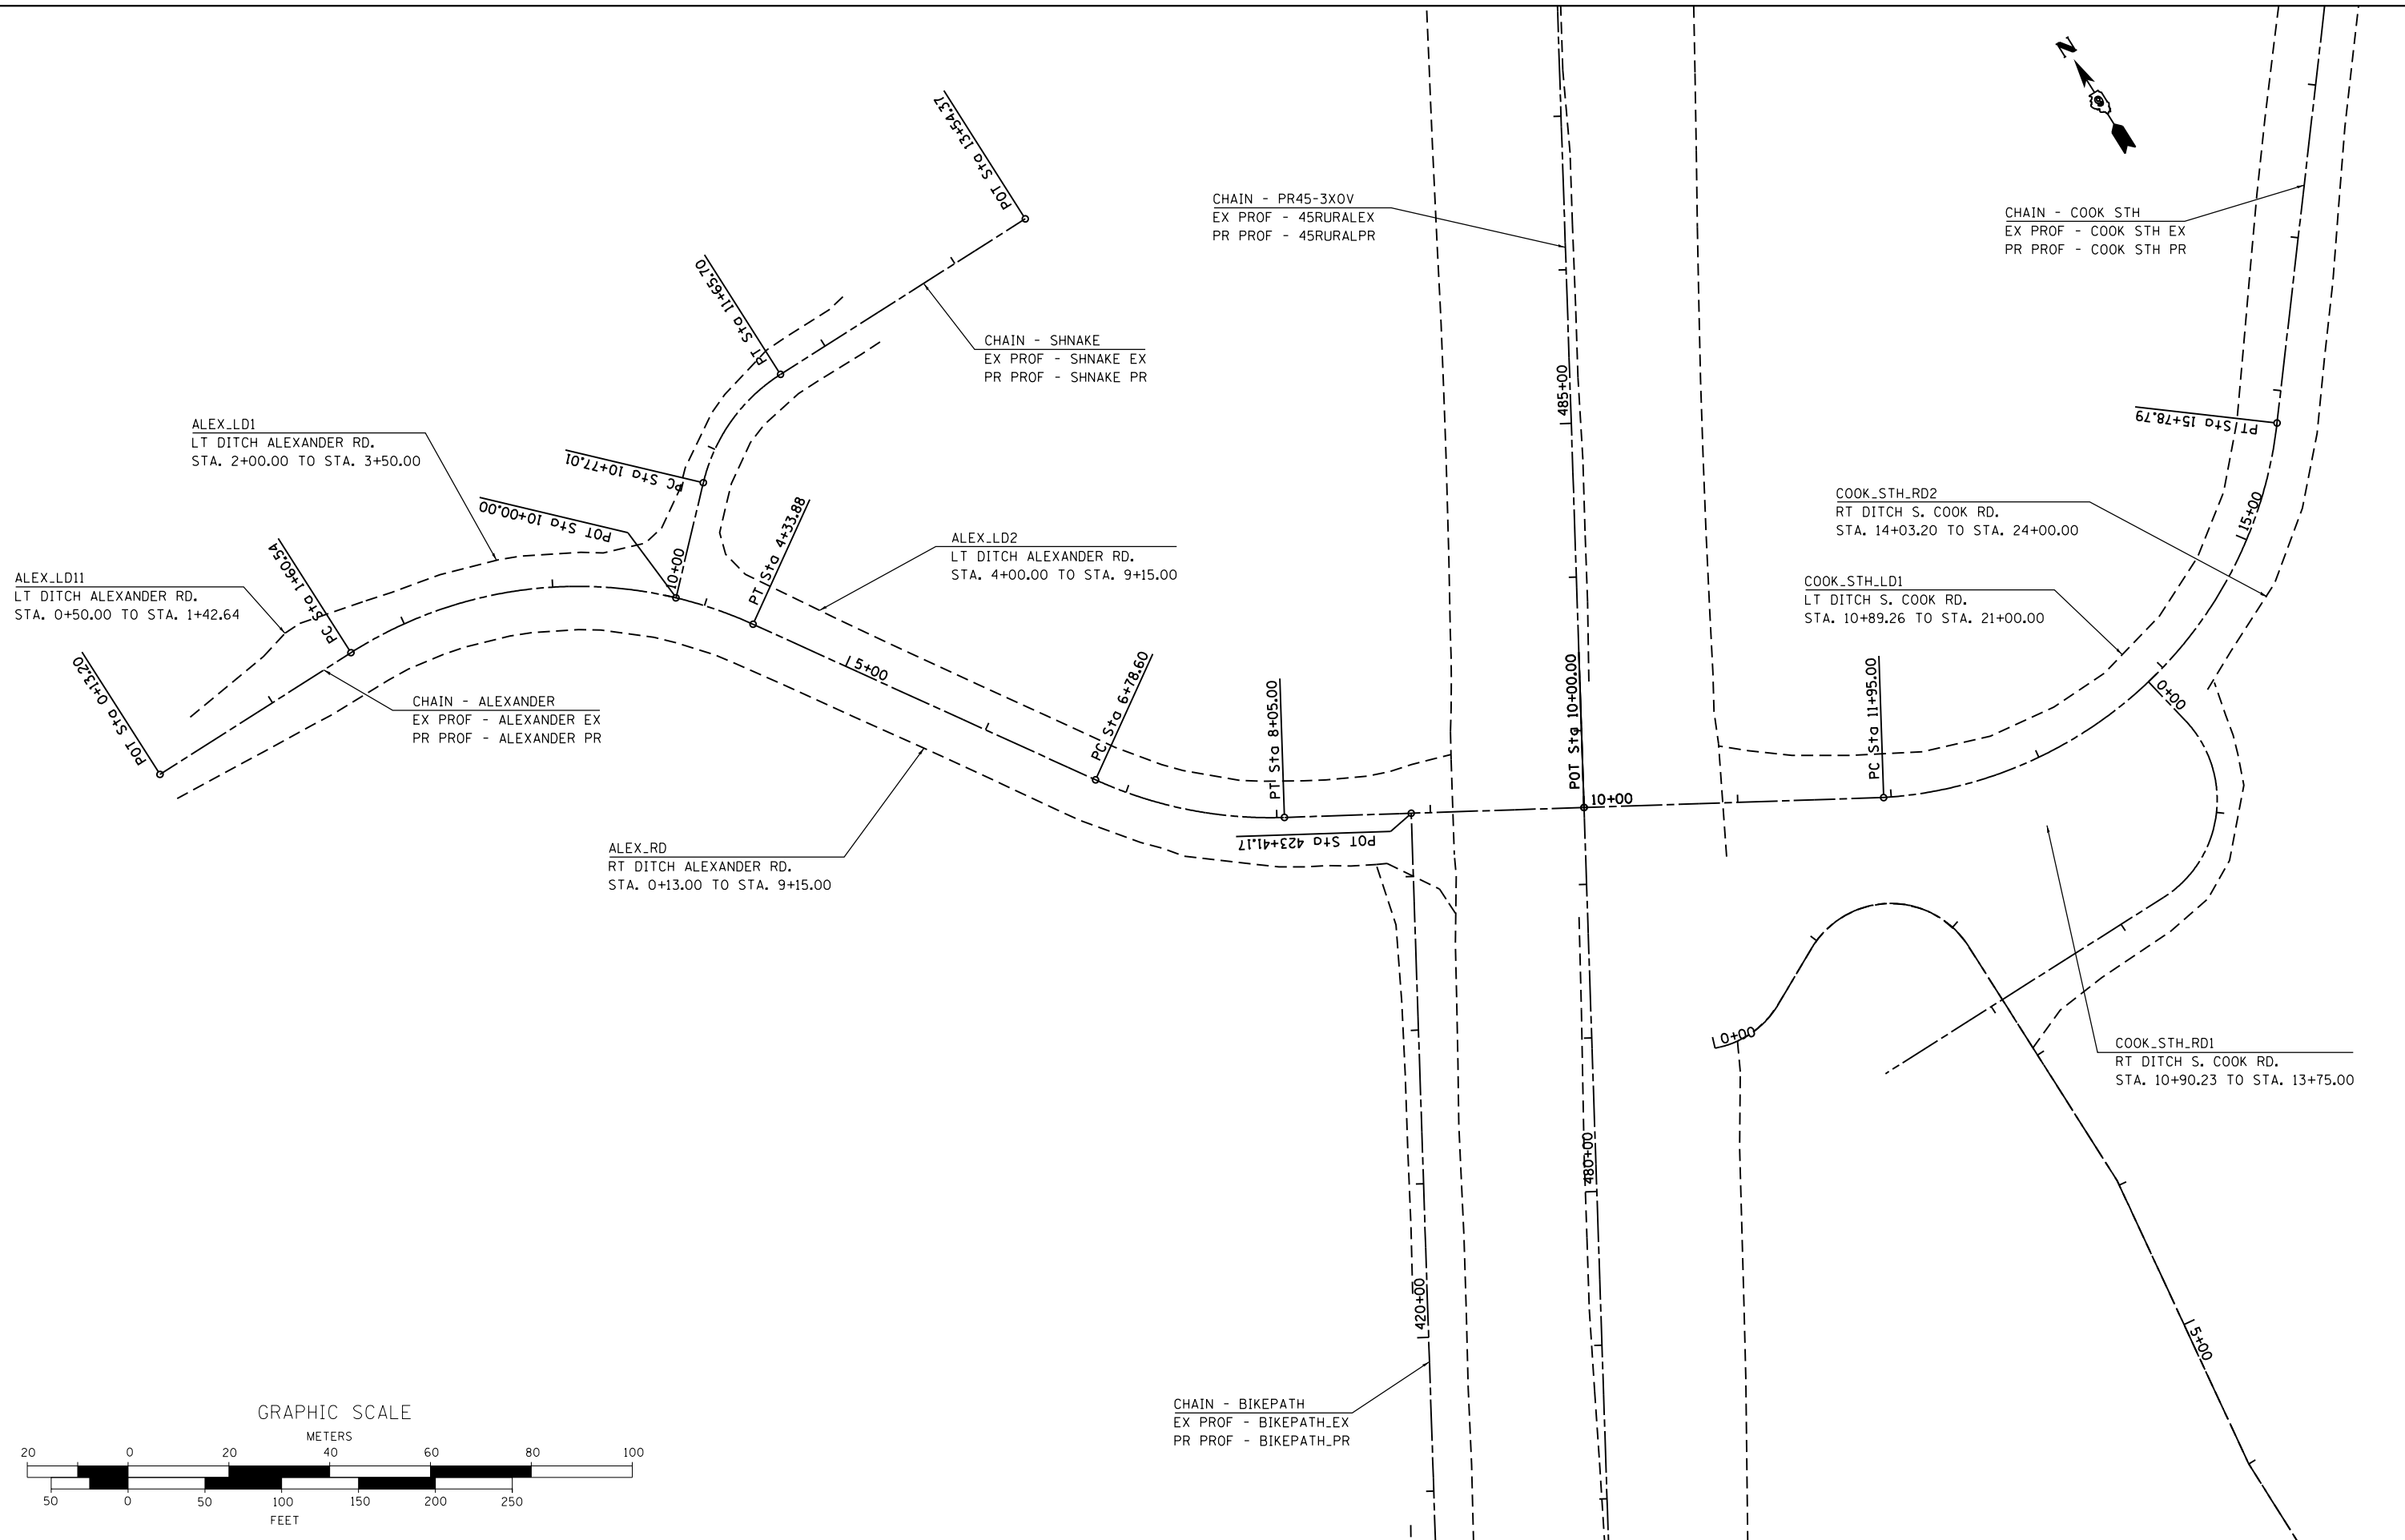 N
POT Sta 13+54.37
CHAIN - PR45-3XOV
EX PROF - 45RURALEX
PR PROF - 45RURALPR
CHAIN - COOK STH
EX PROF - COOK STH EX
PR PROF - COOK STH PR
PT Sta 11+65.70
CHAIN - SHNAKE
EX PROF - SHNAKE EX
PR PROF - SHNAKE PR
485+00
PT Sta 15+78.79
ALEX_LD1
LT DITCH ALEXANDER RD.
STA. 2+00.00 TO STA. 3+50.00
PC Sta 10+77.01
POT Sta 10+00.00
10+00
PT Sta 4+33.88
ALEX_LD2
LT DITCH ALEXANDER RD.
STA. 4+00.00 TO STA. 9+15.00
COOK_STH_RD2
RT DITCH S. COOK RD.
STA. 14+03.20 TO STA. 24+00.00
15+00
ALEX_LD11
LT DITCH ALEXANDER RD.
STA. 0+50.00 TO STA. 1+42.64
PC Sta 1+60.54
COOK_STH_LD1
LT DITCH S. COOK RD.
STA. 10+89.26 TO STA. 21+00.00
POT Sta 0+13.20
CHAIN - ALEXANDER
EX PROF - ALEXANDER EX
PR PROF - ALEXANDER PR
5+00
PC Sta 6+78.60
PT Sta 8+05.00
POT Sta 10+00.00
10+00
PC Sta 11+95.00
0+00
POT Sta 423+41.17
ALEX_RD
RT DITCH ALEXANDER RD.
STA. 0+13.00 TO STA. 9+15.00
0+00
COOK_STH_RD1
RT DITCH S. COOK RD.
STA. 10+90.23 TO STA. 13+75.00
480+00
420+00
5+00
CHAIN - BIKEPATH
EX PROF - BIKEPATH_EX
PR PROF - BIKEPATH_PR
GRAPHIC SCALE
METERS
20 0 20 40 60 80 100
50 0 50 100 150 200 250
FEET